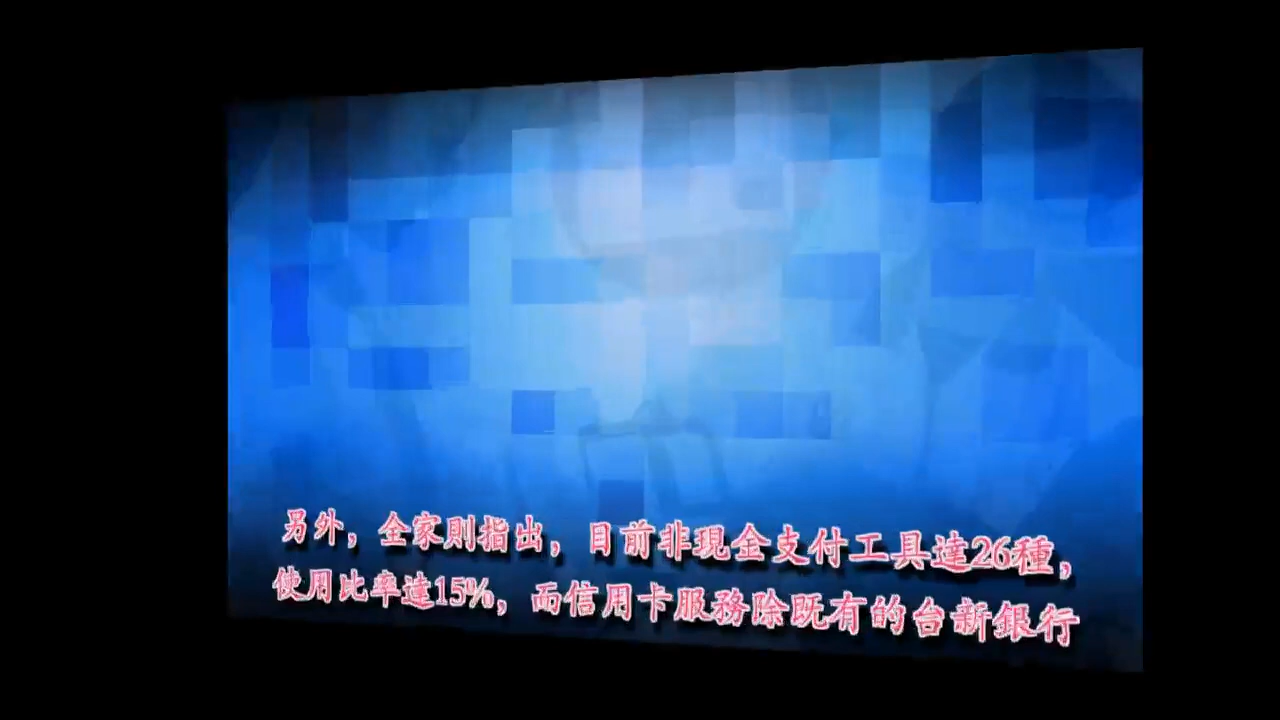 另外，全家則指出，目前非現金支付工具達26種，
使用比率達15%，而信用卡服務除既有的台新銀行